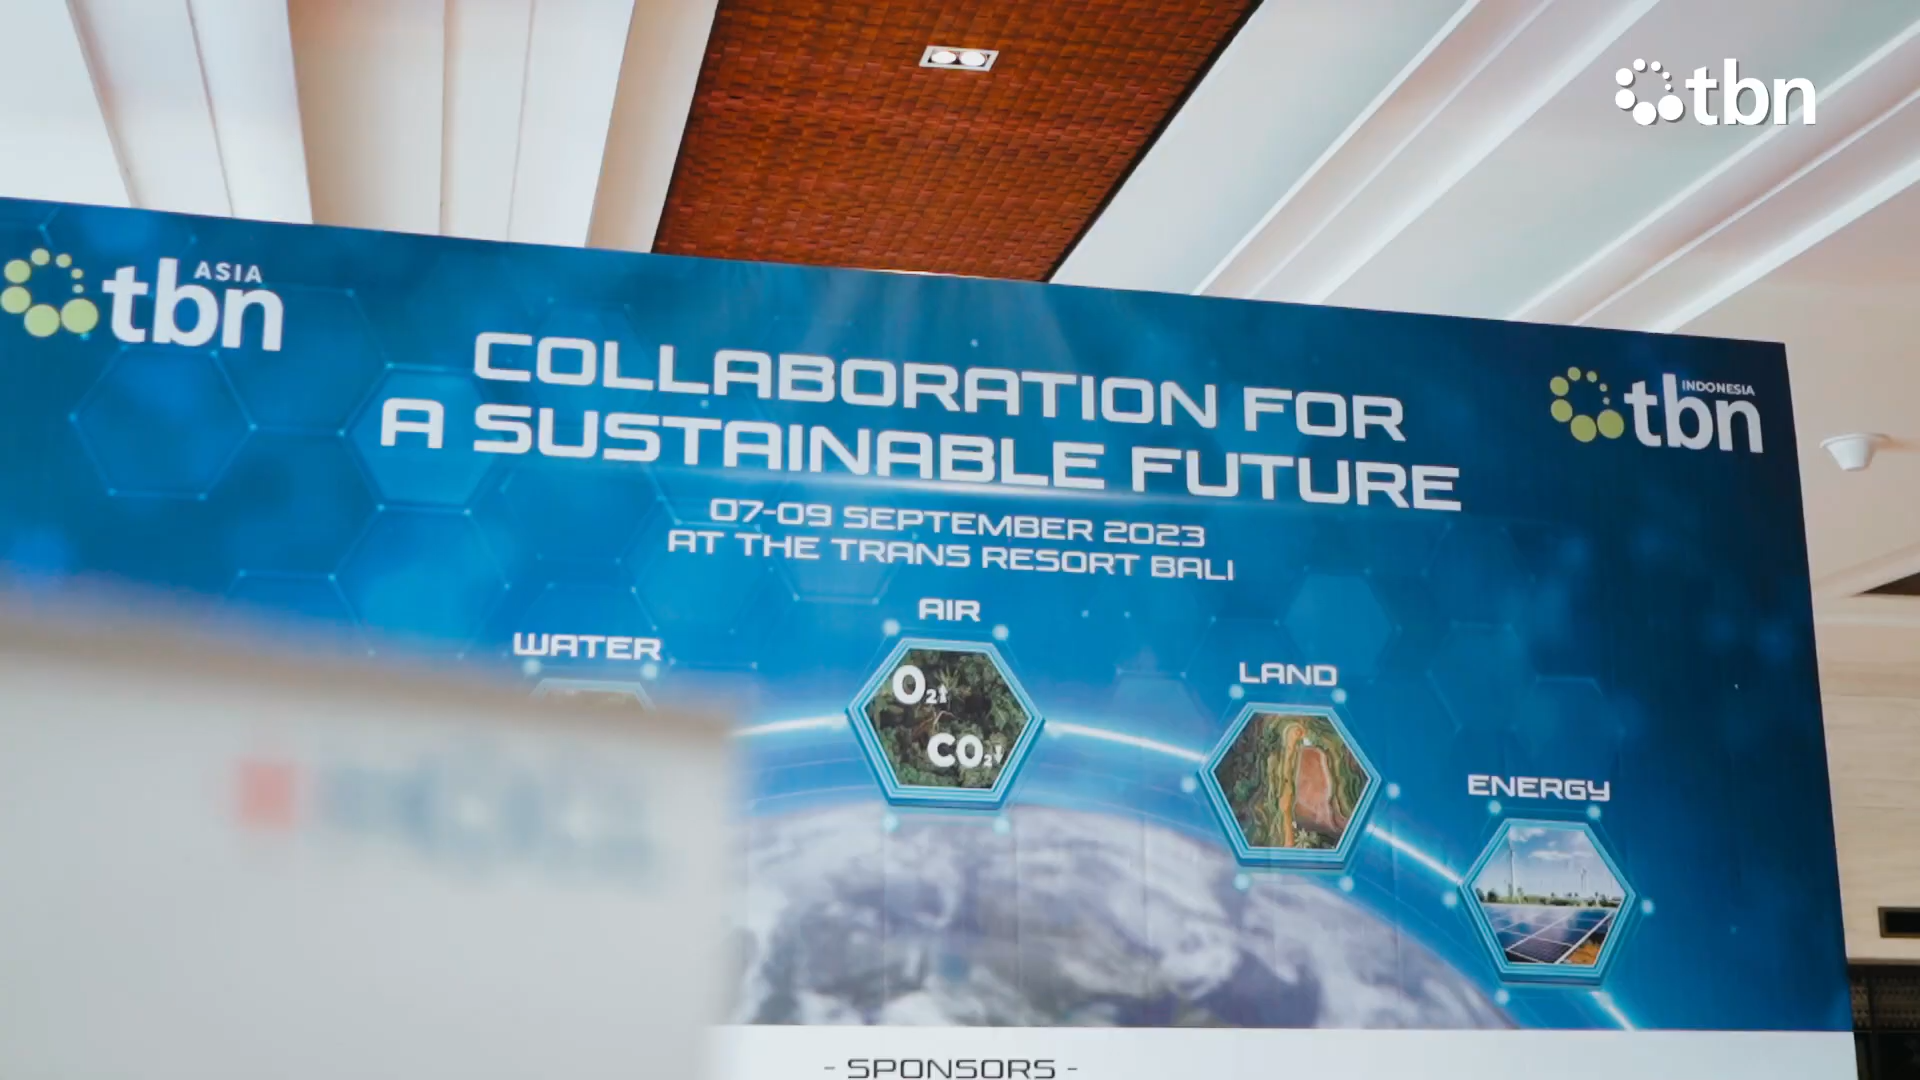 tbn
ASIA
tbn
COLLABORATION FOR
A SUSTAINABLE FUTURE
INDONESIA
tbn
07-09 SEPTEMBER 2023
AT THE TRANS RESORT BALI
AIR
WATER
LAND
ENERGY
O₂↑
CO₂↓
- SPONSORS -